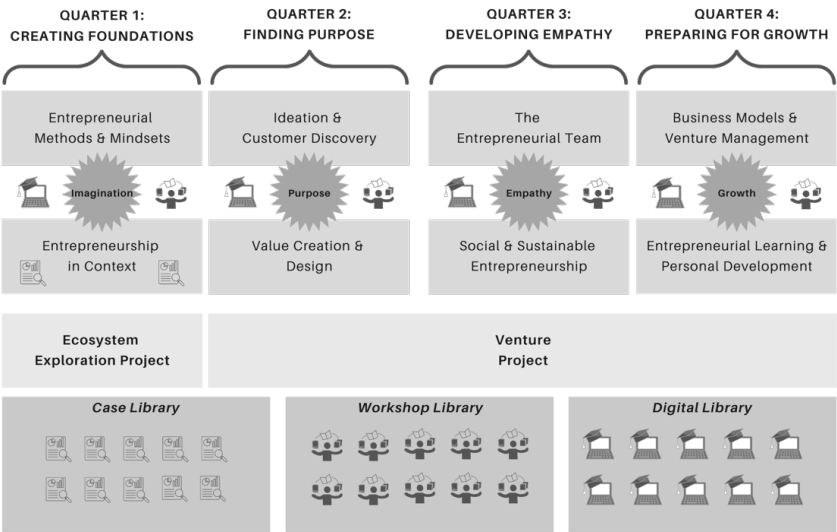 QUARTER 1:
CREATING FOUNDATIONS
QUARTER 2:
FINDING PURPOSE
QUARTER 3:
DEVELOPING EMPATHY
QUARTER 4:
PREPARING FOR GROWTH
Entrepreneurial
Methods & Mindsets
Ideation &
Customer Discovery
The
Entrepreneurial Team
Business Models &
Venture Management
Imagination
Purpose
Empathy
Growth
Entrepreneurship
in Context
Value Creation &
Design
Social & Sustainable
Entrepreneurship
Entrepreneurial Learning &
Personal Development
Ecosystem
Exploration Project
Venture
Project
Case Library
Workshop Library
Digital Library